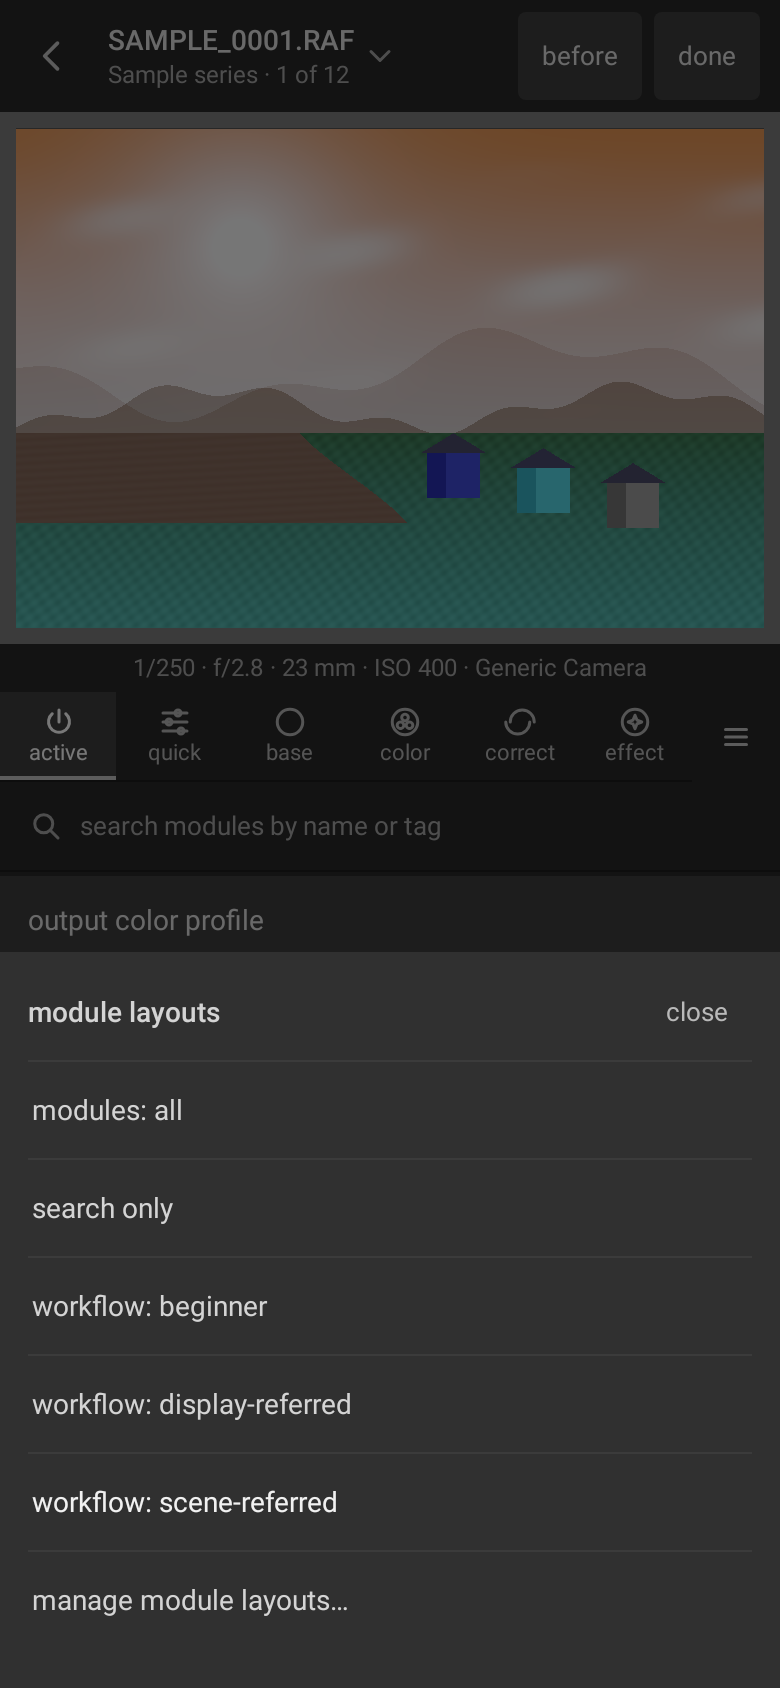 SAMPLE_0001.RAF
Sample series · 1 of 12
before
done
1/250 · f/2.8 · 23 mm · ISO 400 · Generic Camera
active
quick
base
color
correct
effect
search modules by name or tag
output color profile
module layouts
close
modules: all
search only
workflow: beginner
workflow: display-referred
workflow: scene-referred
manage module layouts…